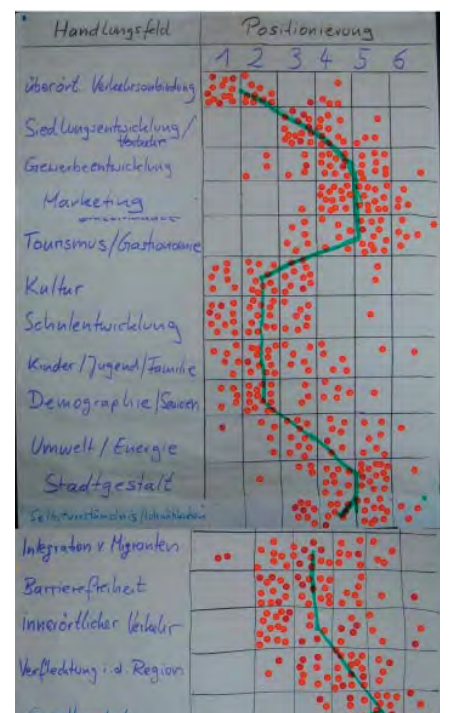 Handlungsfeld Positionierung
1 2 3 4 5 6
überört. Verkehrsanbindung
Siedlungsentwicklung/
Gewerbeentwicklung
Marketing
Tourismus/Gastronomie
Kultur
Schulentwicklung
Kinder/Jugend/Familie
Demographie/Senioren
Umwelt/Energie
Stadtgestalt
Integration v Migranten
Barrierefreiheit
innerörtlicher Verkehr
Verflechtung i.d. Region